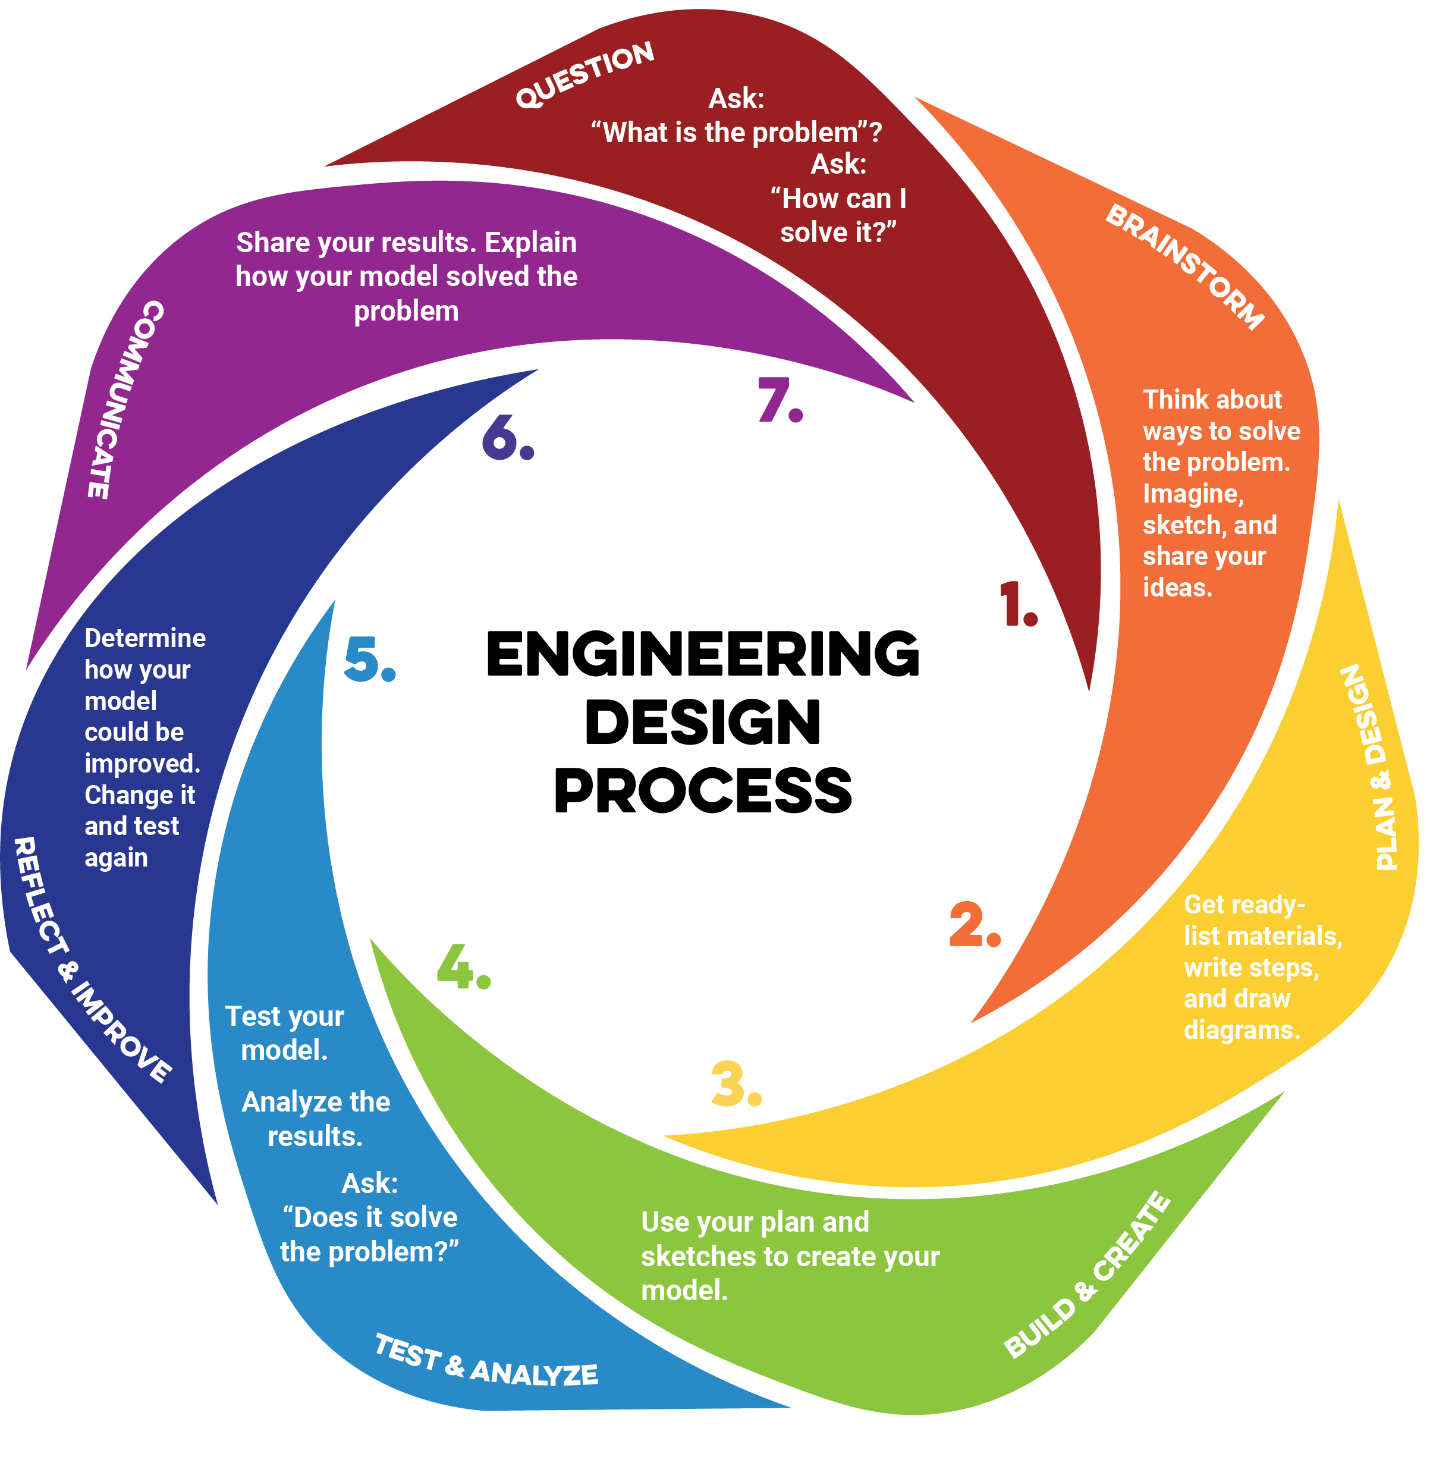 QUESTION
Ask:
“What is the problem”?
Ask:
“How can I
solve it?”
1.
BRAINSTORM
Think about
ways to solve
the problem.
Imagine,
sketch, and
share your
ideas.
2.
PLAN & DESIGN
Get ready-
list materials,
write steps,
and draw
diagrams.
3.
BUILD & CREATE
Use your plan and
sketches to create your
model.
4.
TEST & ANALYZE
Test your
model.
Analyze the
results.
Ask:
“Does it solve
the problem?”
5.
REFLECT & IMPROVE
Determine
how your
model
could be
improved.
Change it
and test
again
6.
COMMUNICATE
Share your results. Explain
how your model solved the
problem
7.
ENGINEERING
DESIGN
PROCESS